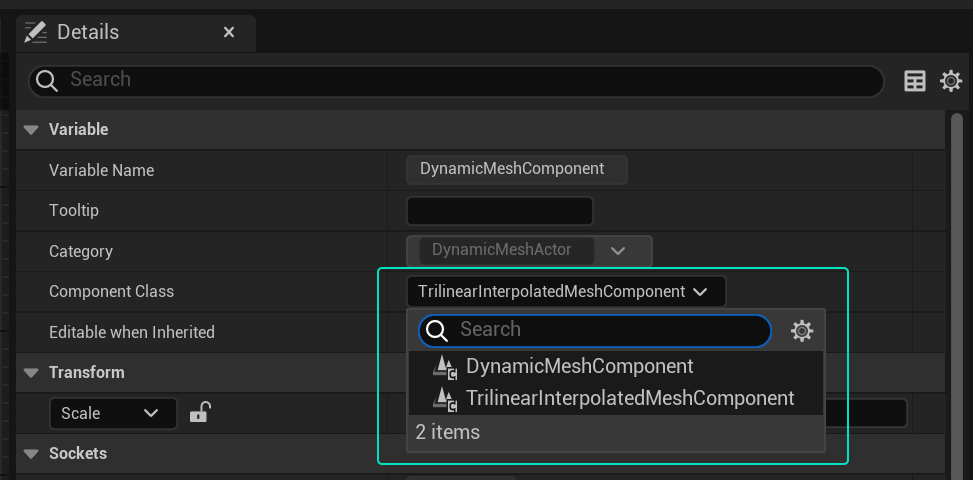 Details
Search
Variable
Variable Name
DynamicMeshComponent
Tooltip
Category
DynamicMeshActor
Component Class
TrilinearInterpolatedMeshComponent
Editable when Inherited
Search
DynamicMeshComponent
TrilinearInterpolatedMeshComponent
2 items
Transform
Scale
Sockets